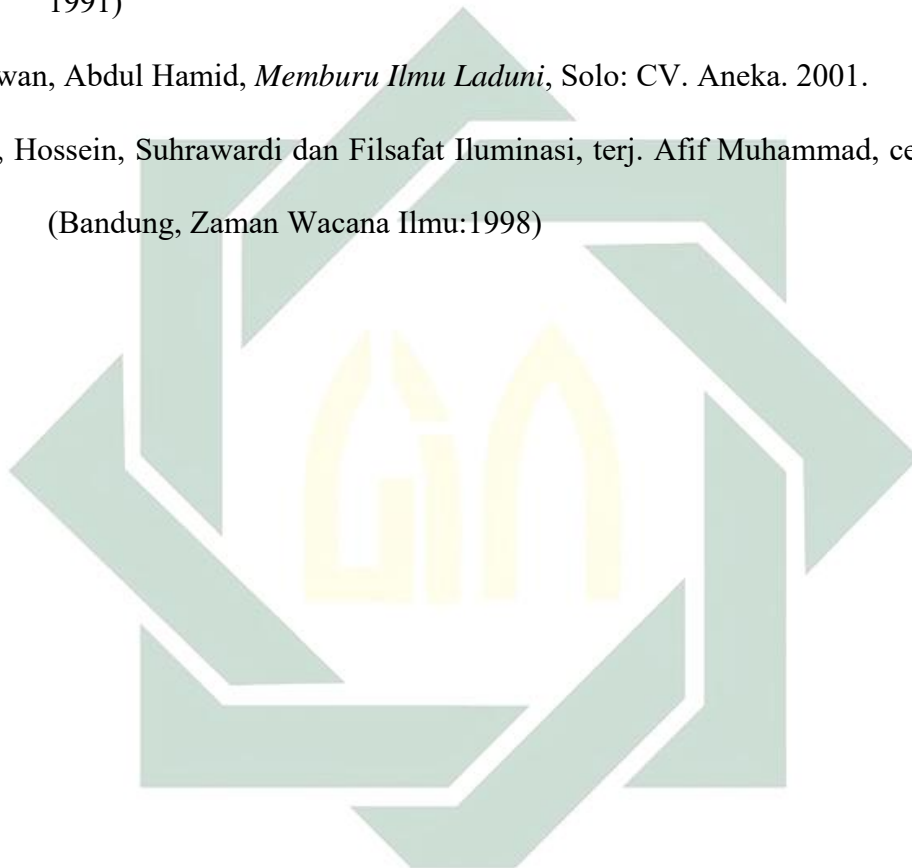 1991)
wan, Abdul Hamid, Memburu Ilmu Laduni, Solo: CV. Aneka. 2001.
, Hossein, Suhrawardi dan Filsafat Iluminasi, terj. Afif Muhammad, ce
(Bandung, Zaman Wacana Ilmu:1998)